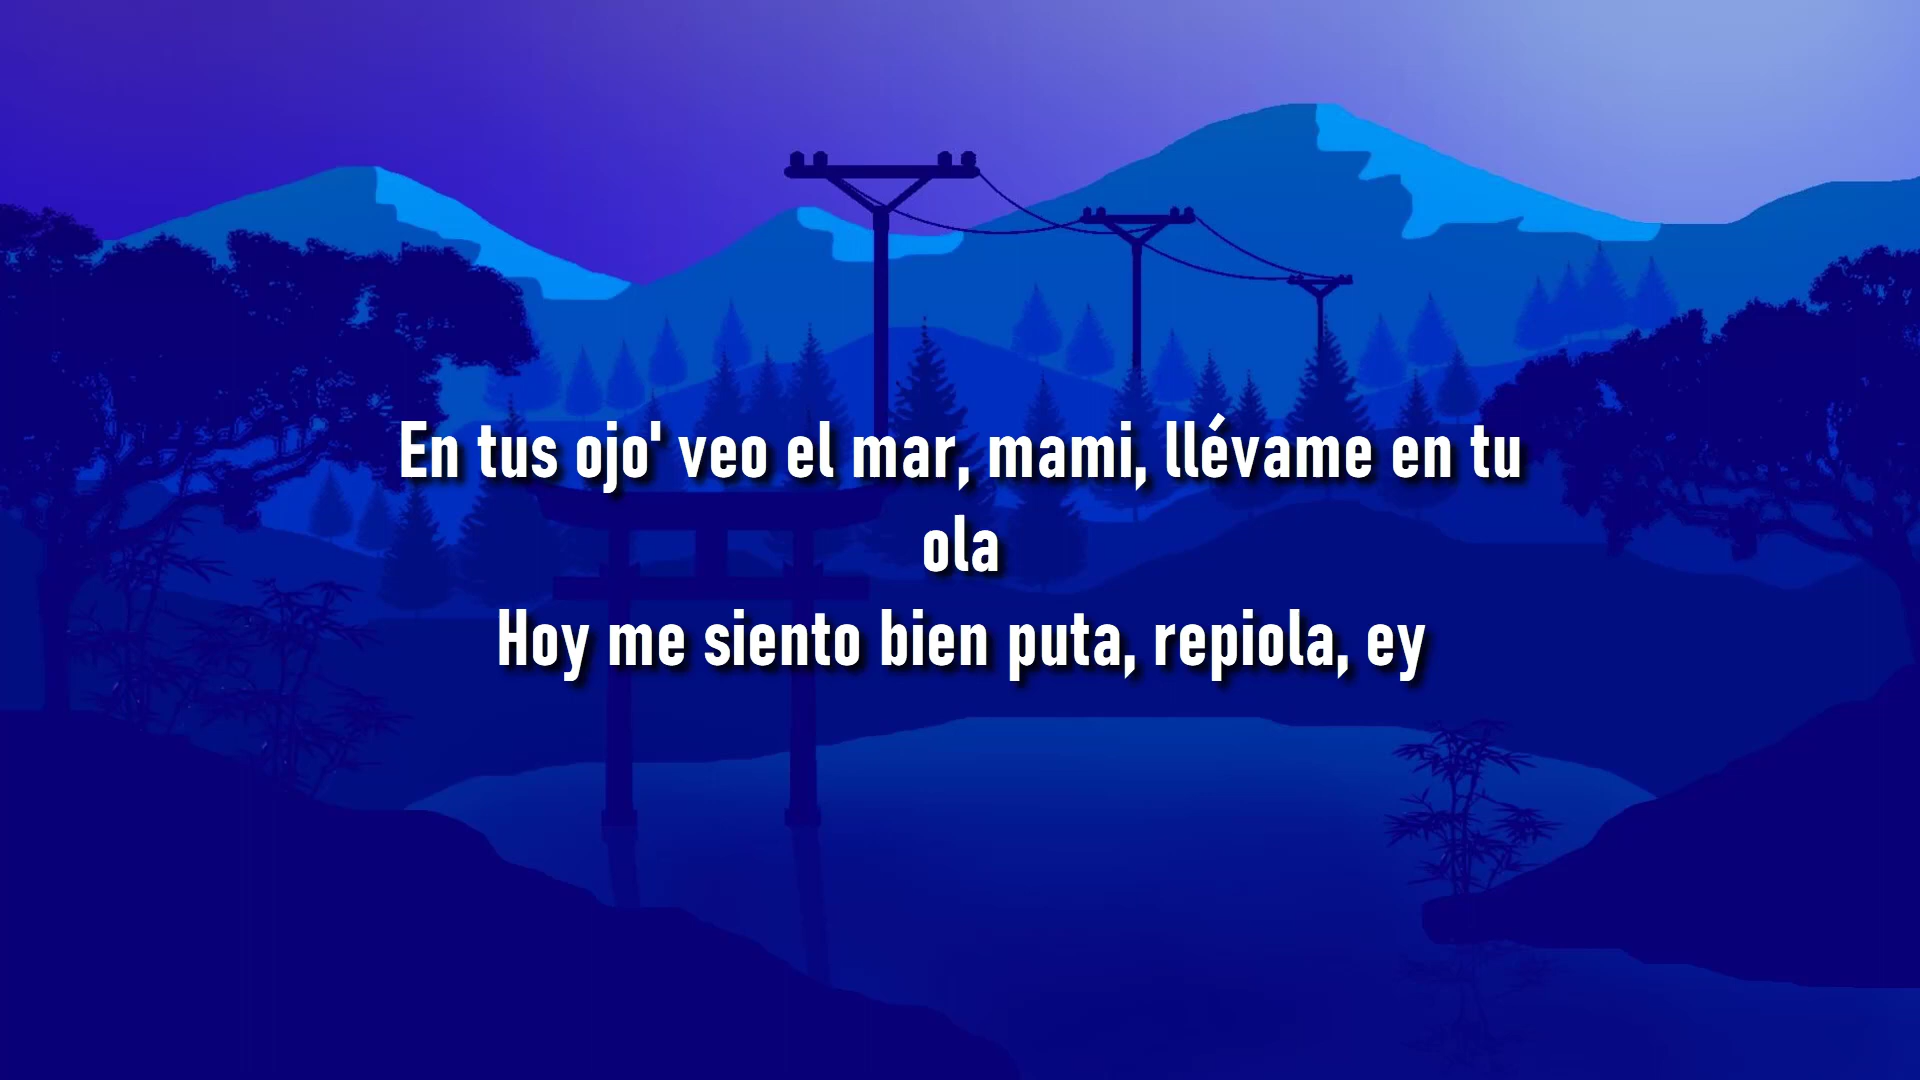 En tus ojo' veo el mar, mami, llévame en tu
ola
Hoy me siento bien puta, repiola, ey